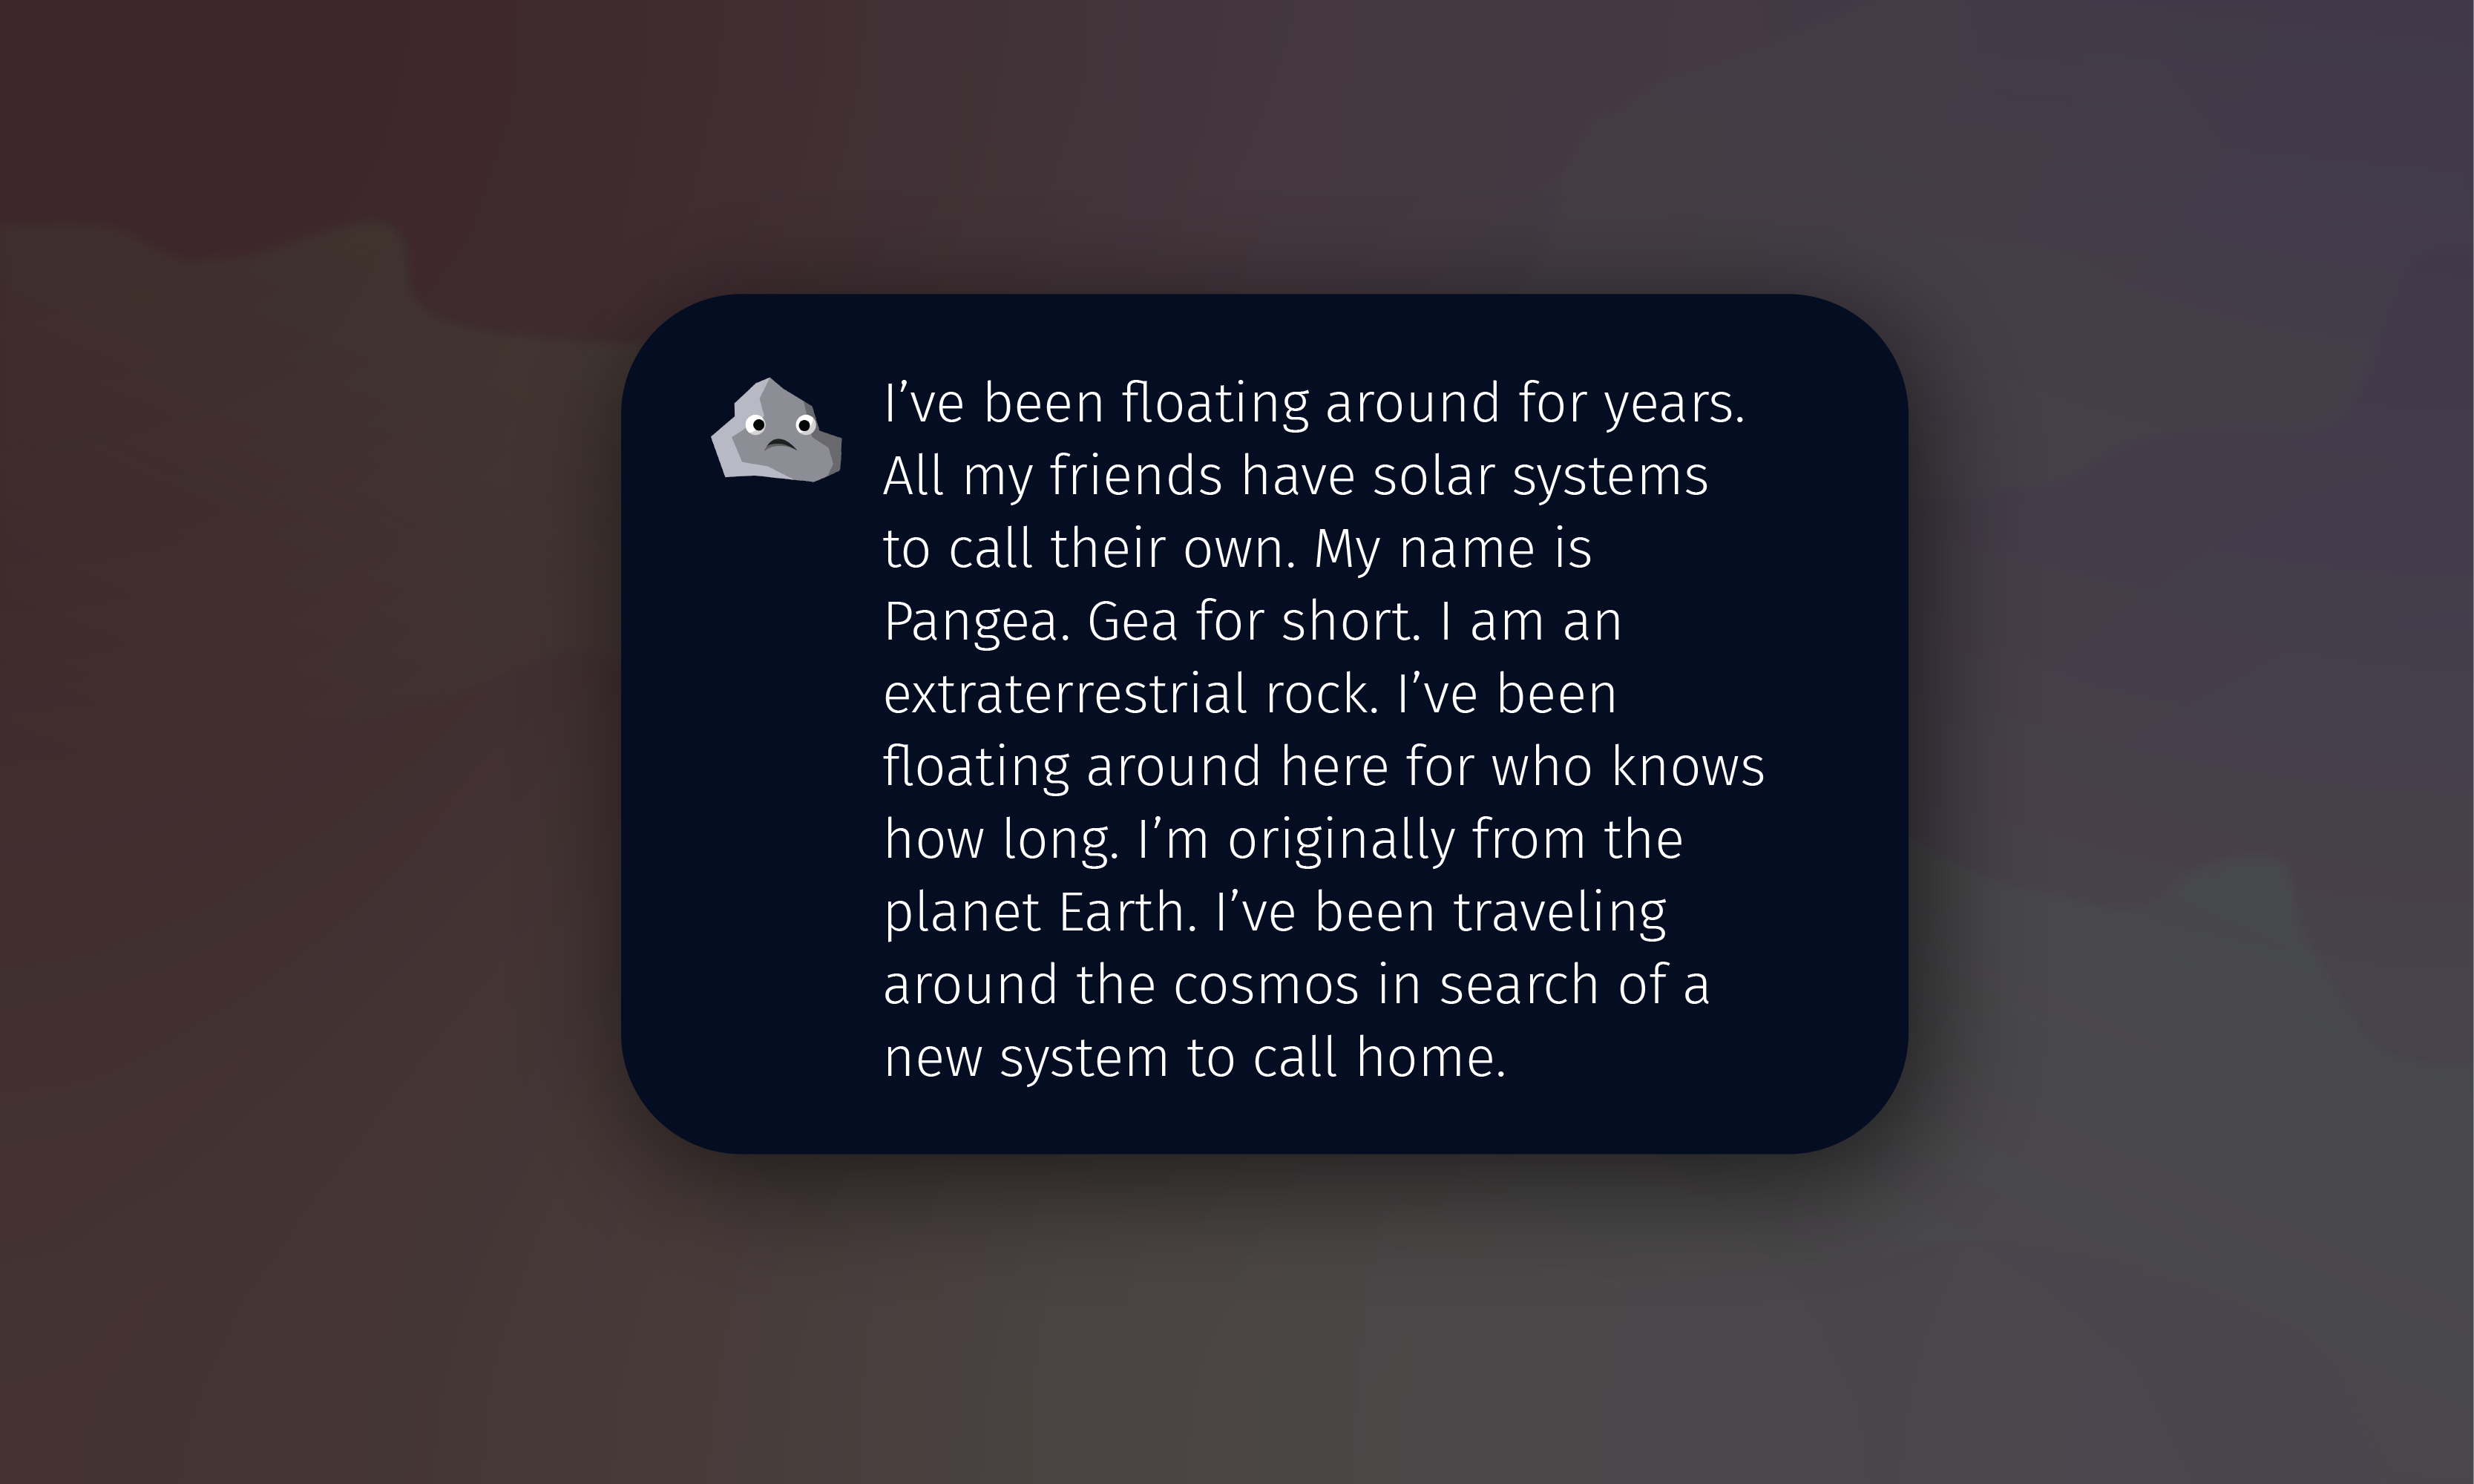 I’ve been floating around for years.
All my friends have solar systems
to call their own. My name is
Pangea. Gea for short. I am an
extraterrestrial rock. I’ve been
floating around here for who knows
how long. I’m originally from the
planet Earth. I’ve been traveling
around the cosmos in search of a
new system to call home.